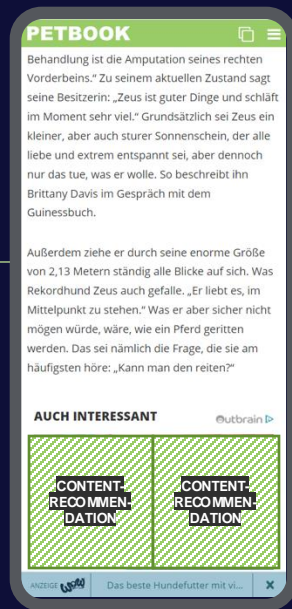 PETBOOK
Behandlung ist die Amputation seines rechten
Vorderbeins.“ Zu seinem aktuellen Zustand sagt
seine Besitzerin: „Zeus ist guter Dinge und schläft
im Moment sehr viel.“ Grundsätzlich sei Zeus ein
kleiner, aber auch sturer Sonnenschein, der alle
liebe und extrem entspannt sei, aber dennoch
nur das tue, was er wolle. So beschreibt ihn
Brittany Davis im Gespräch mit dem
Guinessbuch.
Außerdem ziehe er durch seine enorme Größe
von 2,13 Metern ständig alle Blicke auf sich. Was
Rekordhund Zeus auch gefalle. „Er liebt es, im
Mittelpunkt zu stehen.“ Was er aber sicher nicht
mögen würde, wäre, wie ein Pferd geritten
werden. Das sei nämlich die Frage, die sie am
häufigsten höre: „Kann man den reiten?“
AUCH INTERESSANT
Outbrain
CONTENT-
RECOMMEN-
DATION
CONTENT-
RECOMMEN-
DATION
ANZEIGE
Das beste Hundefutter mit vi...